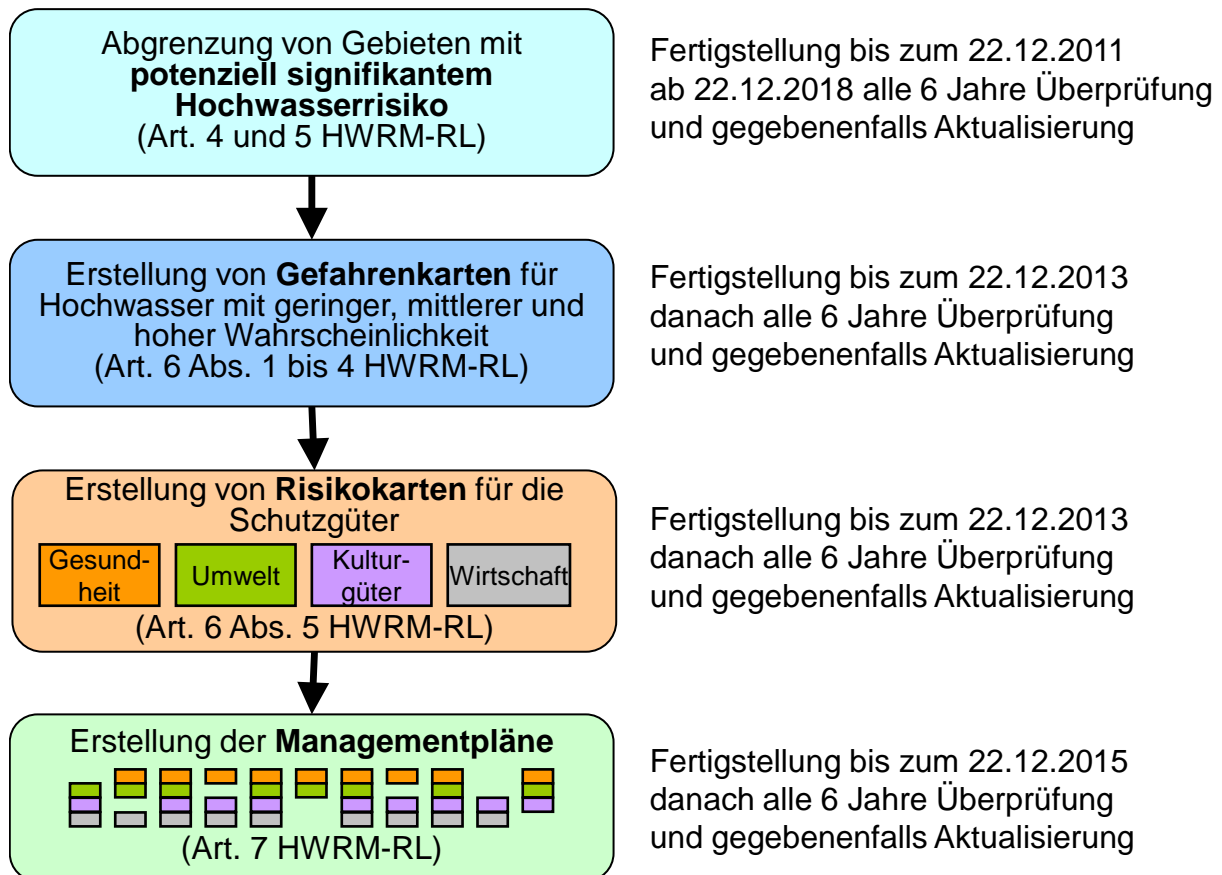 Abgrenzung von Gebieten mit
potenziell signifikantem
Hochwasserrisiko
(Art. 4 und 5 HWRM-RL)
Fertigstellung bis zum 22.12.2011
ab 22.12.2018 alle 6 Jahre Überprüfung
und gegebenenfalls Aktualisierung
Erstellung von Gefahrenkarten für
Hochwasser mit geringer, mittlerer und
hoher Wahrscheinlichkeit
(Art. 6 Abs. 1 bis 4 HWRM-RL)
Fertigstellung bis zum 22.12.2013
danach alle 6 Jahre Überprüfung
und gegebenenfalls Aktualisierung
Erstellung von Risikokarten für die
Schutzgüter
Gesund-
heit
Umwelt
Kultur-
güter
Wirtschaft
(Art. 6 Abs. 5 HWRM-RL)
Fertigstellung bis zum 22.12.2013
danach alle 6 Jahre Überprüfung
und gegebenenfalls Aktualisierung
Erstellung der Managementpläne
(Art. 7 HWRM-RL)
Fertigstellung bis zum 22.12.2015
danach alle 6 Jahre Überprüfung
und gegebenenfalls Aktualisierung